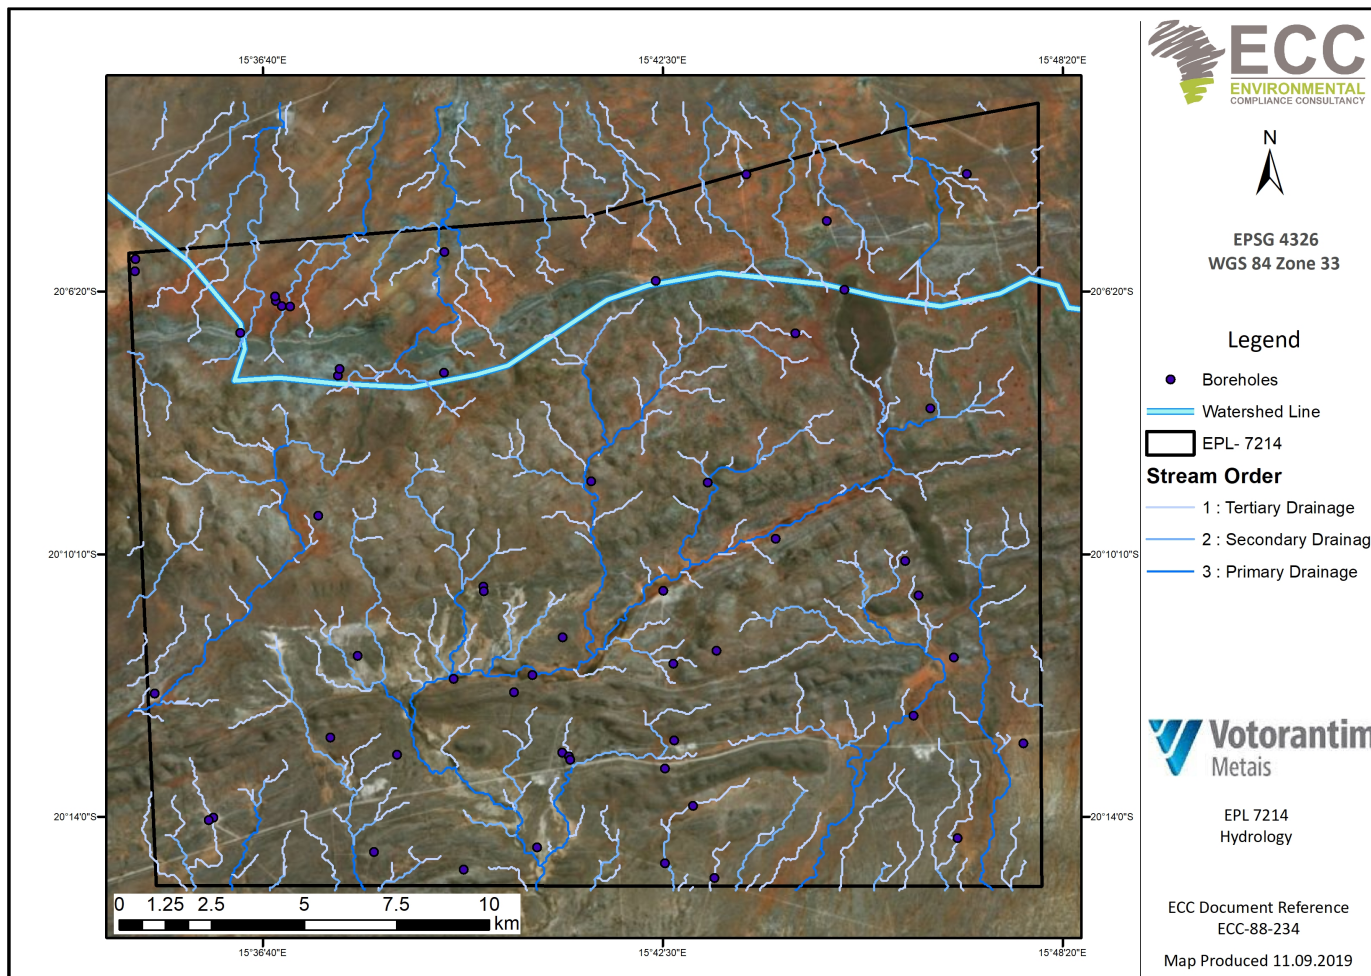 15°36'40"E
15°42'30"E
15°48'20"E
20°6'20"S
20°6'20"S
20°10'10"S
20°10'10"S
20°14'0"S
20°14'0"S
0 1.25 2.5 5 7.5 10
km
15°36'40"E
15°42'30"E
15°48'20"E
ECC
ENVIRONMENTAL
COMPLIANCE CONSULTANCY
N
EPSG 4326
WGS 84 Zone 33
Legend
Boreholes
Watershed Line
EPL- 7214
Stream Order
1 : Tertiary Drainage
2 : Secondary Drainag
3 : Primary Drainage
Votorantim
Metais
EPL 7214
Hydrology
ECC Document Reference
ECC-88-234
Map Produced 11.09.2019